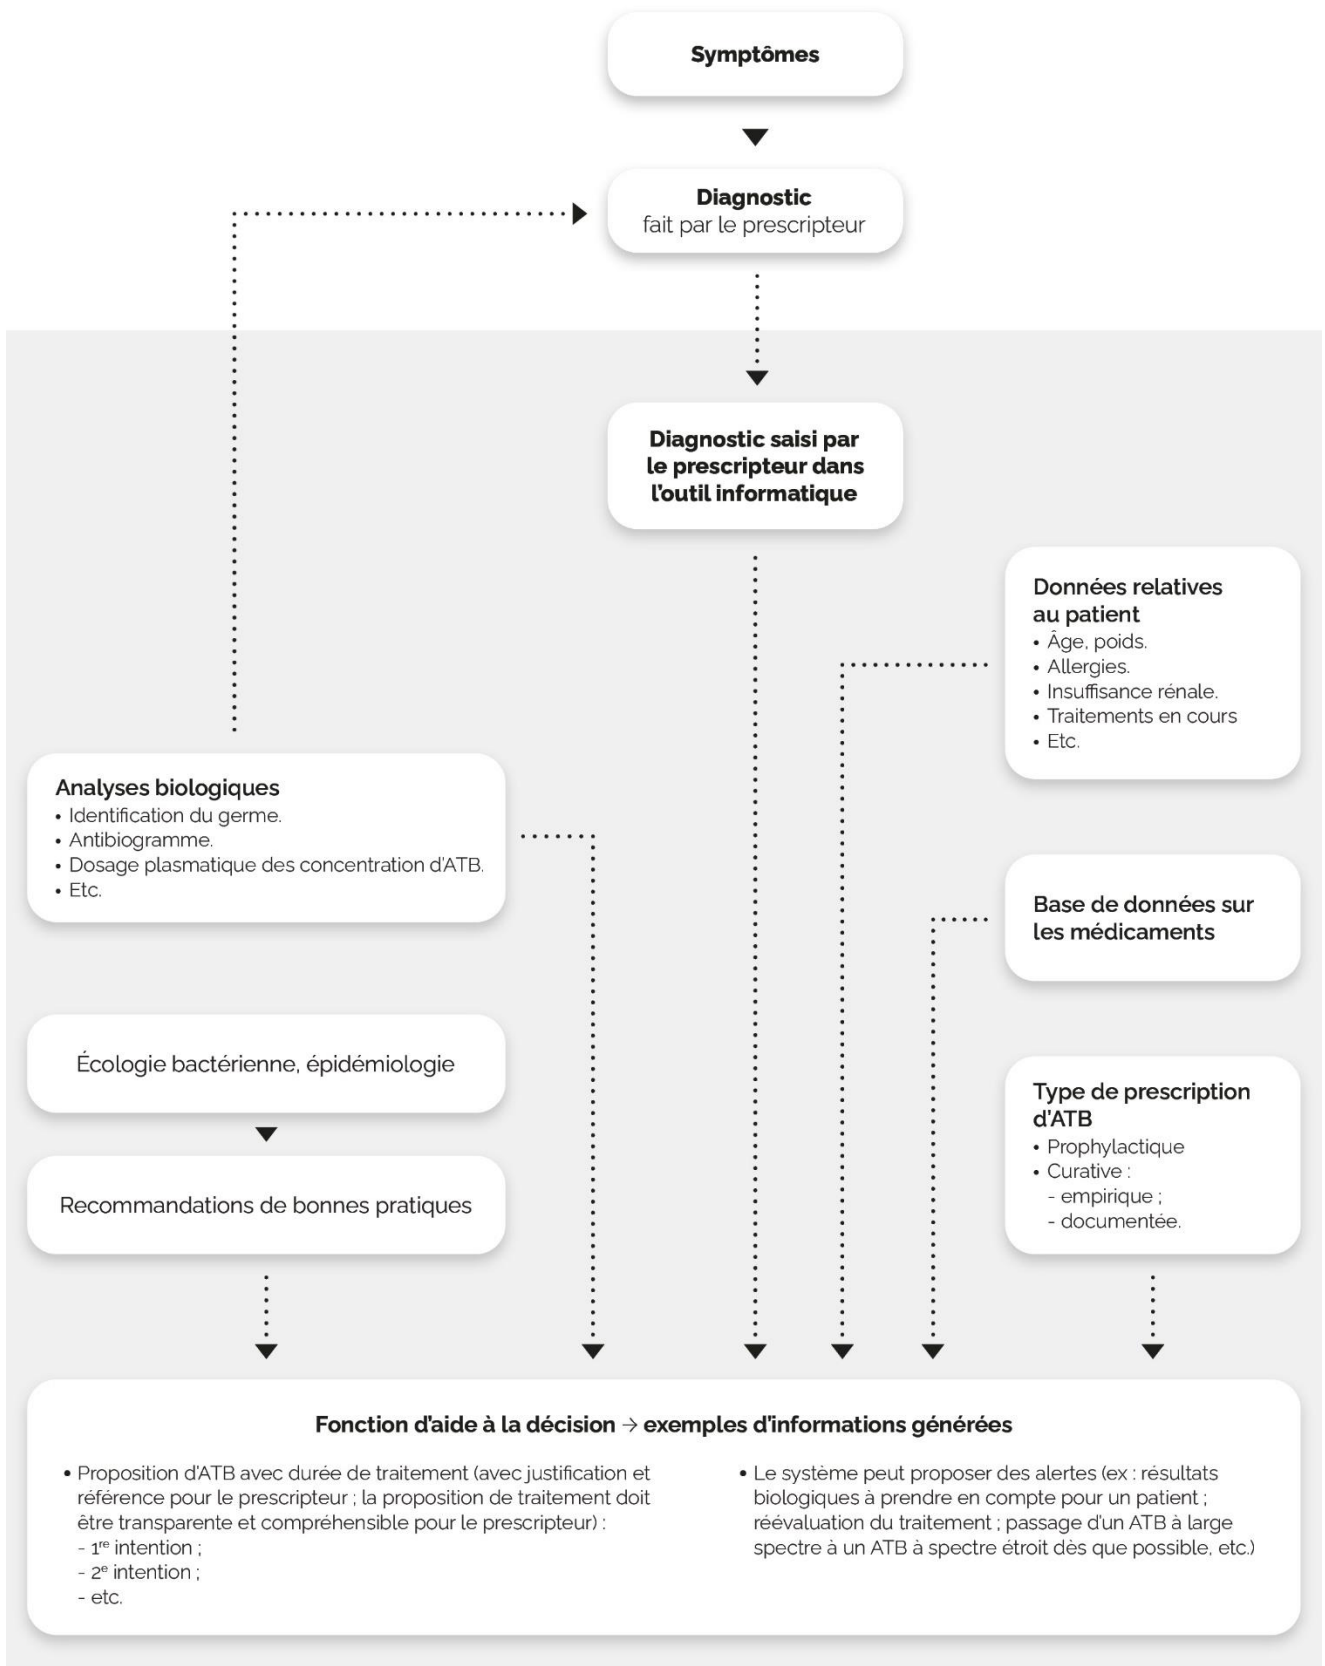 Symptômes
Diagnostic
fait par le prescripteur
Diagnostic saisi par
le prescripteur dans
l'outil informatique
Données relatives
au patient
• Âge, poids.
• Allergies.
• Insuffisance rénale.
• Traitements en cours
• Etc.
Analyses biologiques
• Identification du germe.
• Antibiogramme.
• Dosage plasmatique des concentration d'ATB.
• Etc.
Base de données sur
les médicaments
Écologie bactérienne, épidémiologie
Recommandations de bonnes pratiques
Type de prescription
d'ATB
• Prophylactique
• Curative :
- empirique ;
- documentée.
Fonction d'aide à la décision → exemples d'informations générées
• Proposition d'ATB avec durée de traitement (avec justification et
référence pour le prescripteur ; la proposition de traitement doit
être transparente et compréhensible pour le prescripteur) :
- 1re intention ;
- 2e intention ;
- etc.
• Le système peut proposer des alertes (ex : résultats
biologiques à prendre en compte pour un patient ;
réévaluation du traitement ; passage d'un ATB à large
spectre à un ATB à spectre étroit dès que possible, etc.)